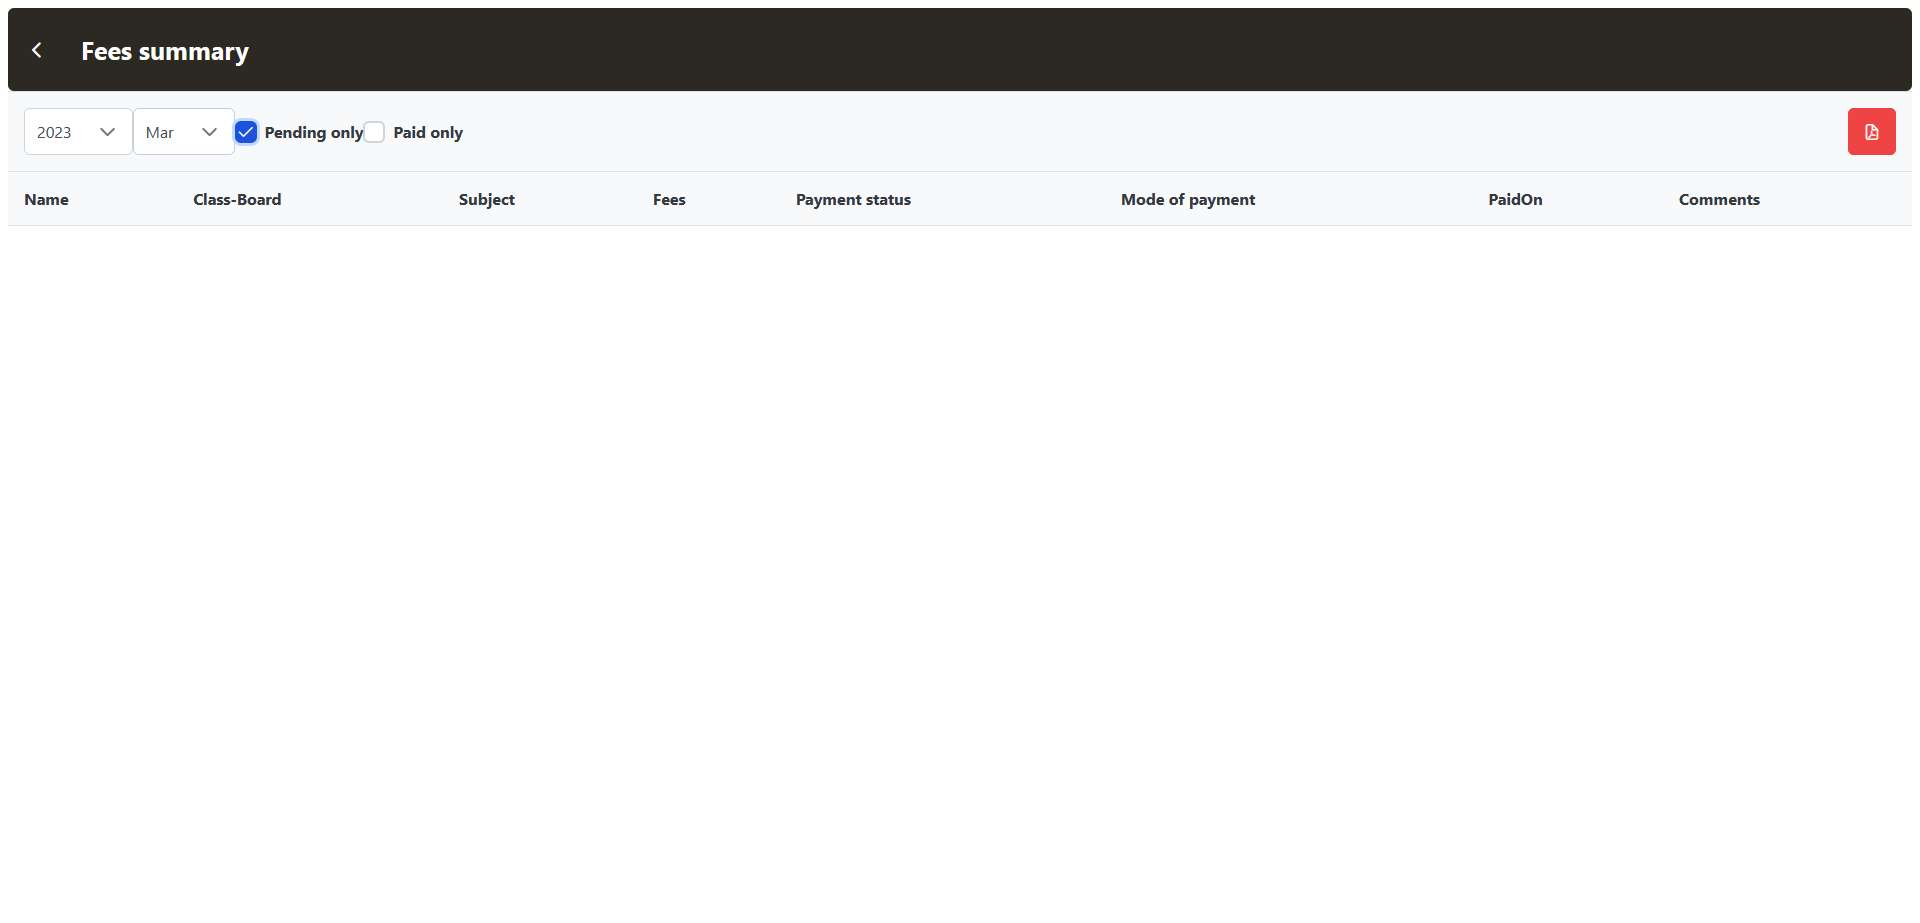 Fees summary
2023 Mar Pending only Paid only
Name Class-Board Subject Fees Payment status Mode of payment PaidOn Comments